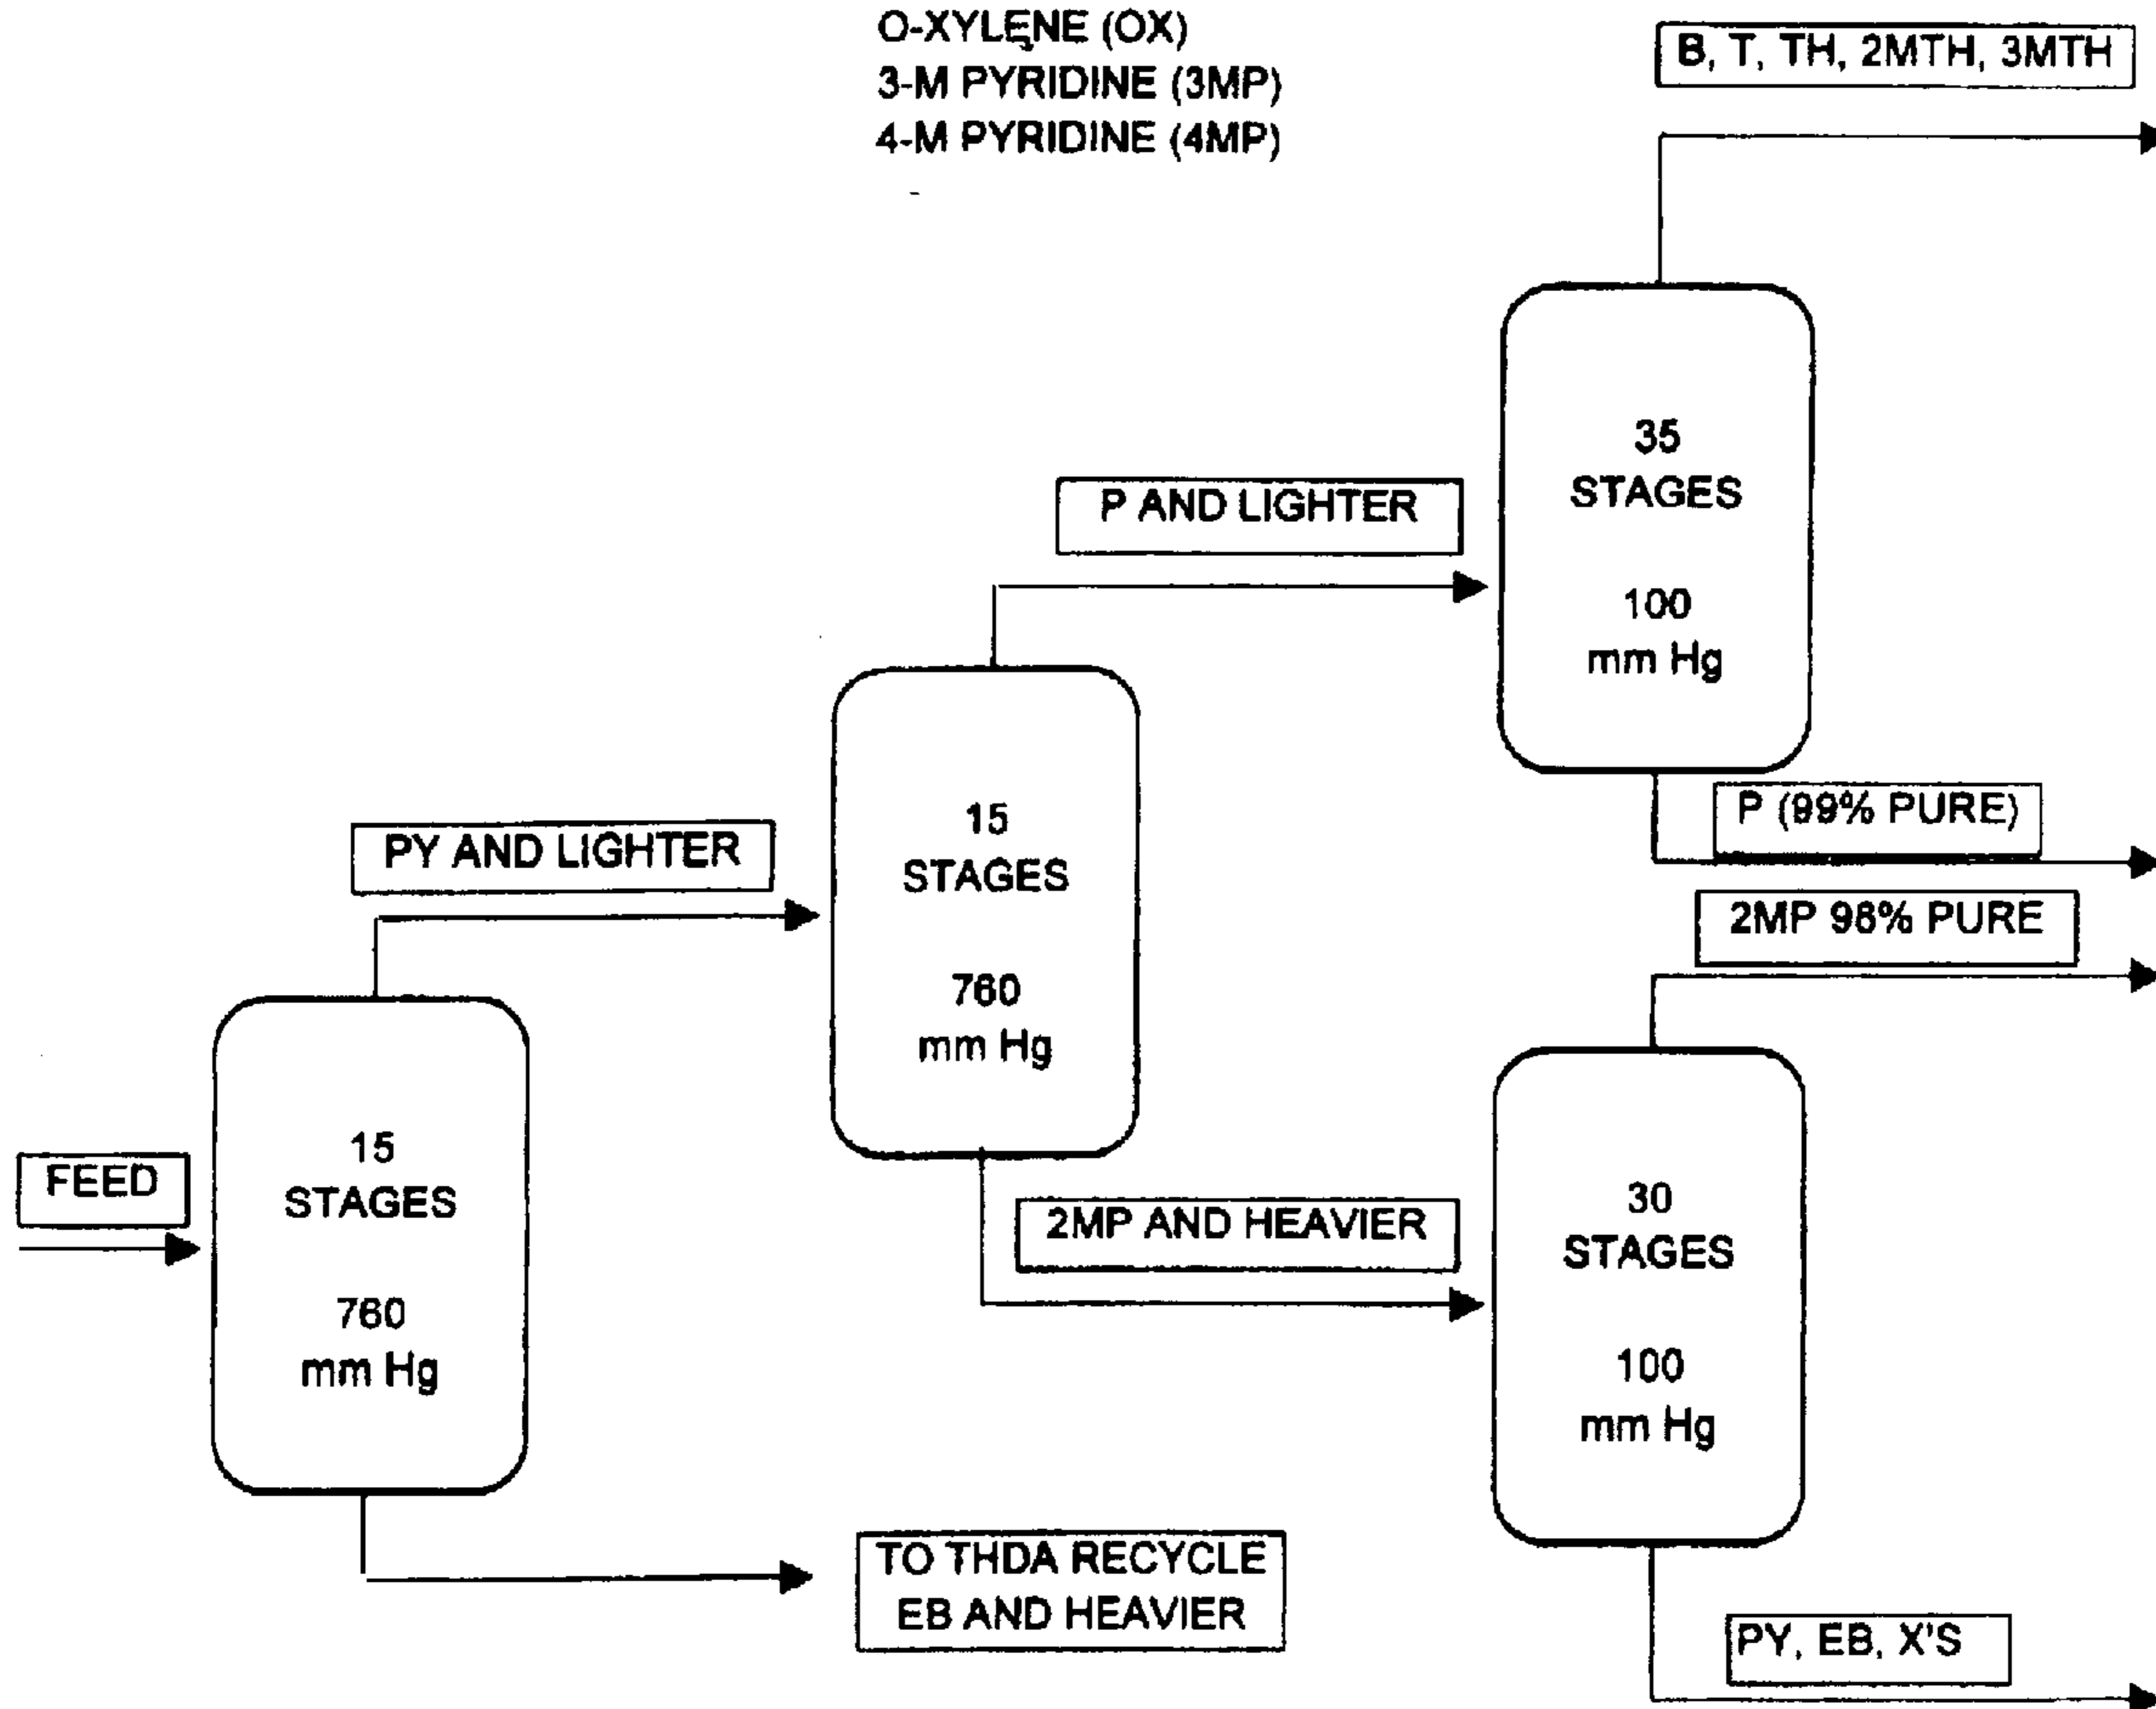 O-XYLENE (OX)
3-M PYRIDINE (3MP)
4-M PYRIDINE (4MP)
B, T, TH, 2MTH, 3MTH
35
STAGES
100
mm Hg
P AND LIGHTER
P (99% PURE)
2MP 98% PURE
PY AND LIGHTER
15
STAGES
760
mm Hg
FEED
15
STAGES
760
mm Hg
2MP AND HEAVIER
30
STAGES
100
mm Hg
TO THDA RECYCLE
EB AND HEAVIER
PY, EB, X'S